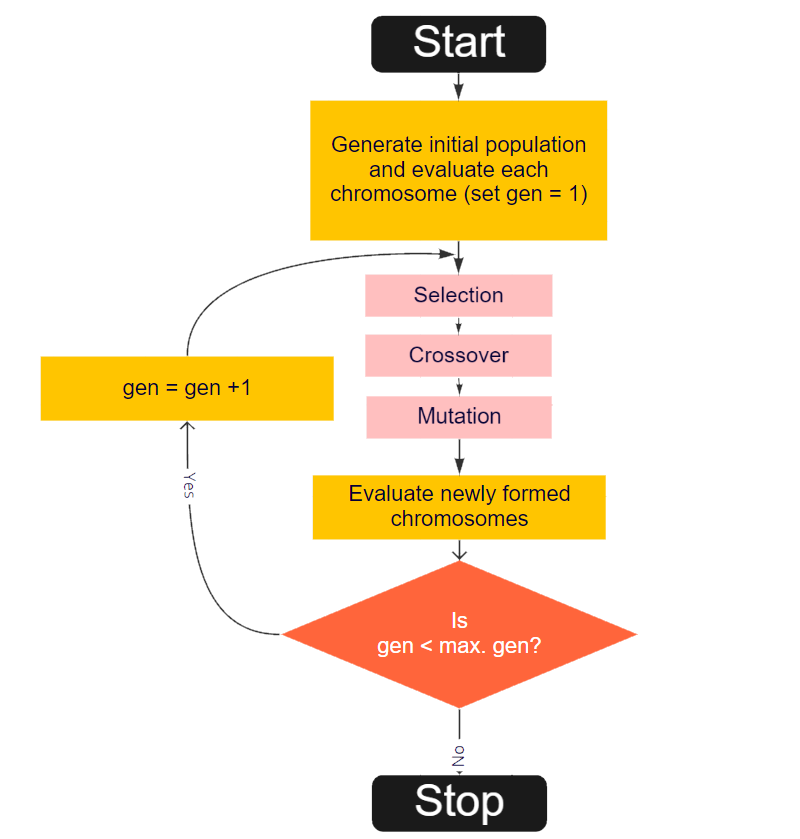 Start
Generate initial population
and evaluate each
chromosome (set gen = 1)
Selection
Crossover
gen = gen +1
Mutation
Yes
Evaluate newly formed
chromosomes
Is
gen < max. gen?
No
Stop